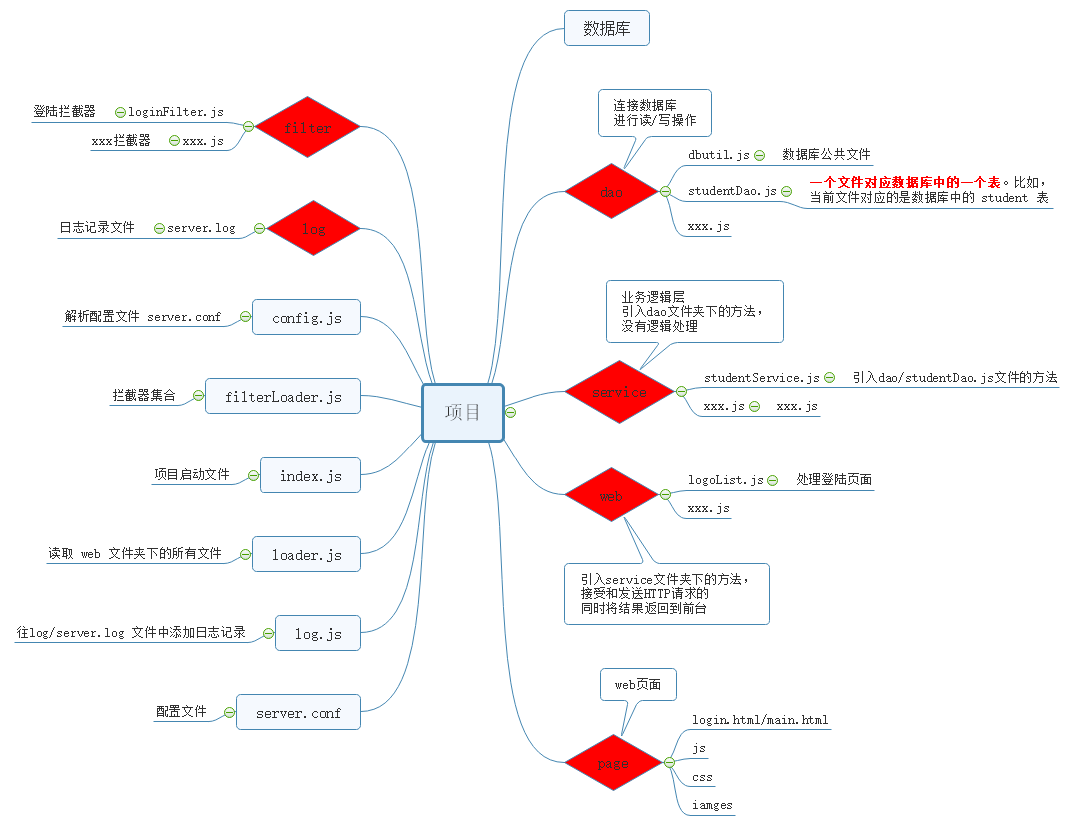 数据库
登陆拦截器
loginFilter.js
xxx拦截器
xxx.js
filter
日志记录文件
server.log
log
解析配置文件 server.conf
config.js
拦截器集合
filterLoader.js
项目启动文件
index.js
读取 web 文件夹下的所有文件
loader.js
往log/server.log 文件中添加日志记录
log.js
配置文件
server.conf
项目
连接数据库
进行读/写操作
dao
dbutil.js
数据库公共文件
studentDao.js
一个文件对应数据库中的一个表。比如，
当前文件对应的是数据库中的 student 表
xxx.js
业务逻辑层
引入dao文件夹下的方法，
没有逻辑处理
service
studentService.js
引入dao/studentDao.js文件的方法
xxx.js
xxx.js
web
logoList.js
处理登陆页面
xxx.js
引入service文件夹下的方法，
接受和发送HTTP请求的
同时将结果返回到前台
web页面
page
login.html/main.html
js
css
iamges